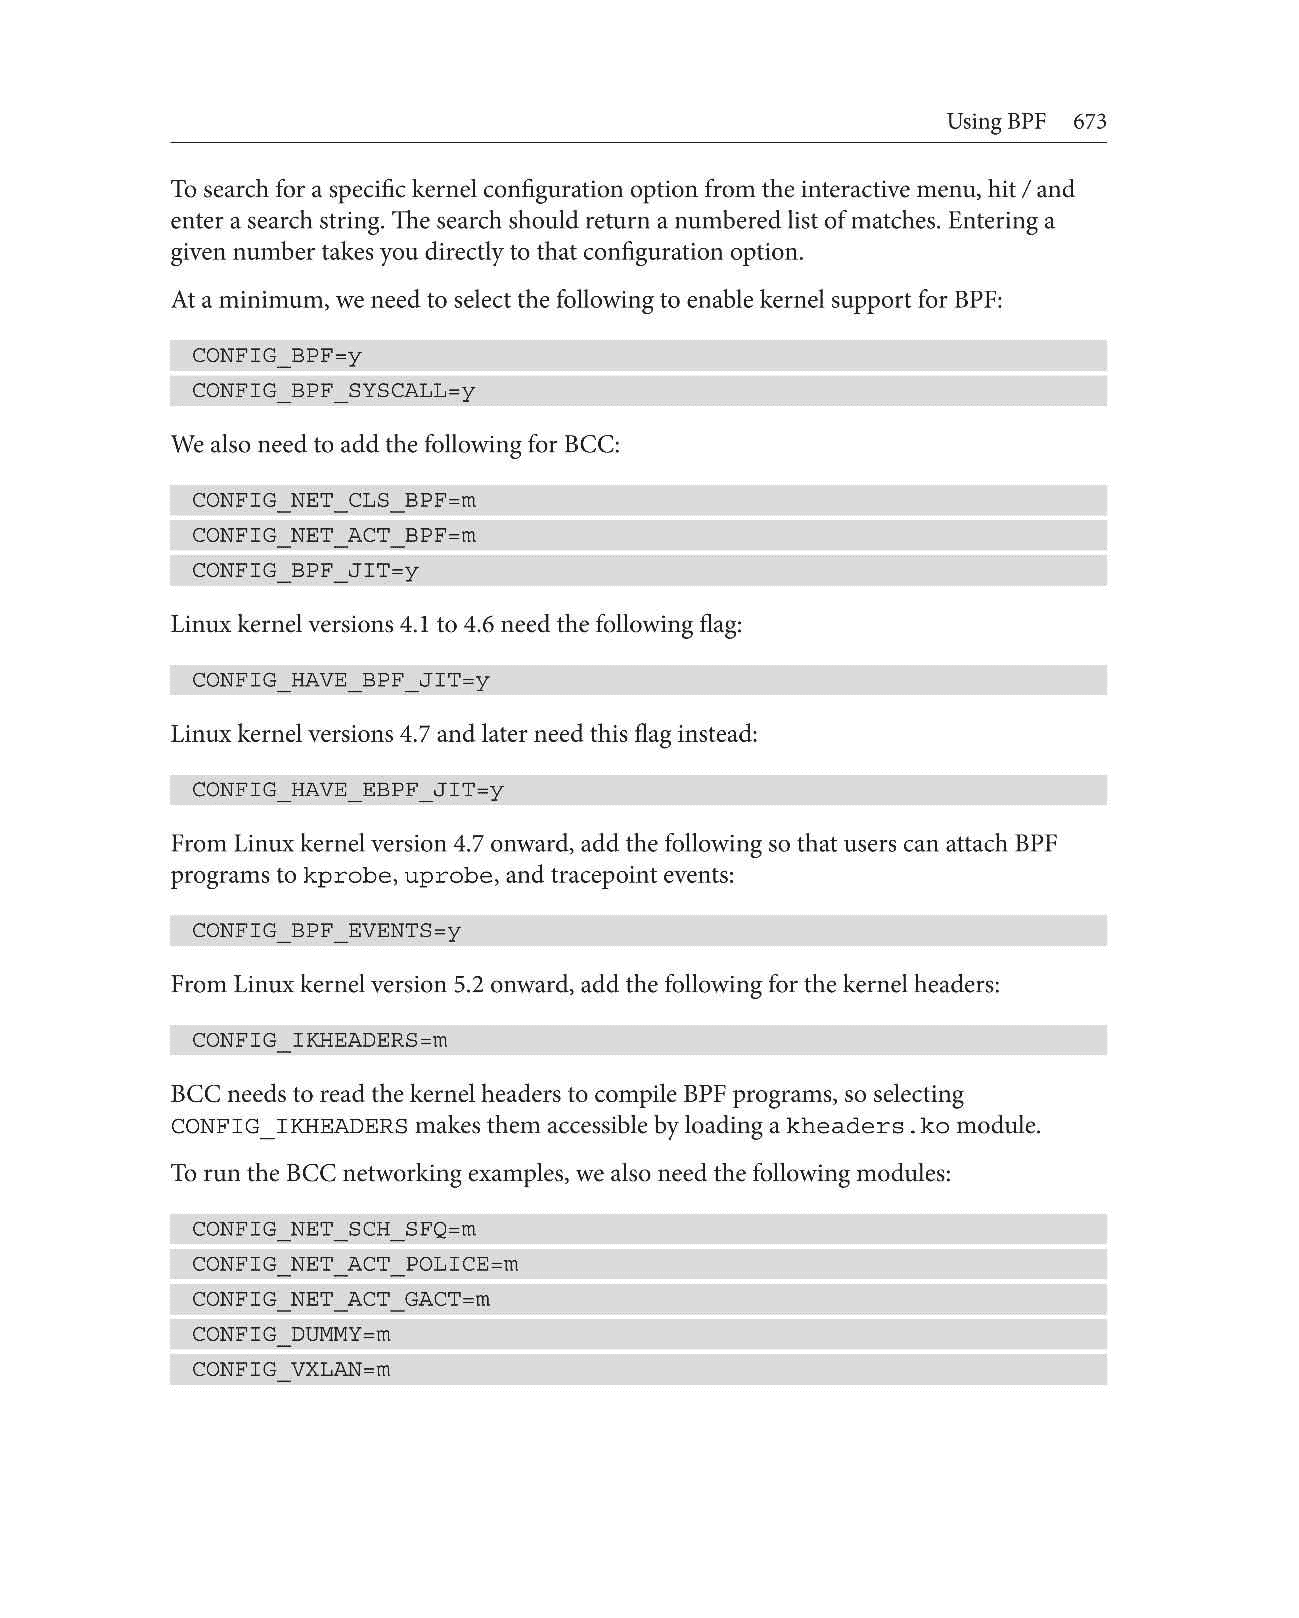 Using BPF 673
To search for a specific kernel configuration option from the interactive menu, hit / and
enter a search string. The search should return a numbered list of matches. Entering a
given number takes you directly to that configuration option.
At a minimum, we need to select the following to enable kernel support for BPF:
CONFIG_BPF=y
CONFIG_BPF_SYSCALL=y
We also need to add the following for BCC:
CONFIG_NET_CLS_BPF=m
CONFIG_NET_ACT_BPF=m
CONFIG_BPF_JIT=y
Linux kernel versions 4.1 to 4.6 need the following flag:
CONFIG_HAVE_BPF_JIT=y
Linux kernel versions 4.7 and later need this flag instead:
CONFIG_HAVE_EBPF_JIT=y
From Linux kernel version 4.7 onward, add the following so that users can attach BPF
programs to kprobe, uprobe, and tracepoint events:
CONFIG_BPF_EVENTS=y
From Linux kernel version 5.2 onward, add the following for the kernel headers:
CONFIG_IKHEADERS=m
BCC needs to read the kernel headers to compile BPF programs, so selecting
CONFIG_IKHEADERS makes them accessible by loading a kheaders.ko module.
To run the BCC networking examples, we also need the following modules:
CONFIG_NET_SCH_SFQ=m
CONFIG_NET_ACT_POLICE=m
CONFIG_NET_ACT_GACT=m
CONFIG_DUMMY=m
CONFIG_VXLAN=m